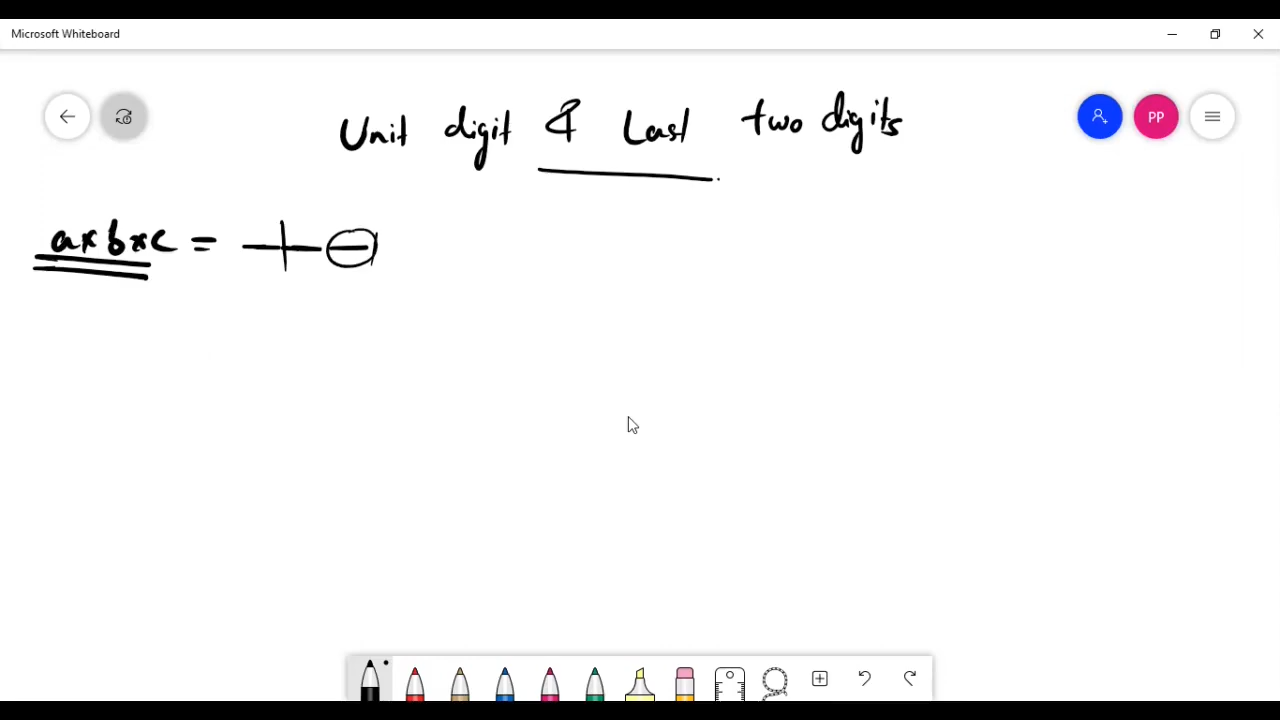 Microsoft Whiteboard
Unit digit & Last two digits
PP
a x b x c =